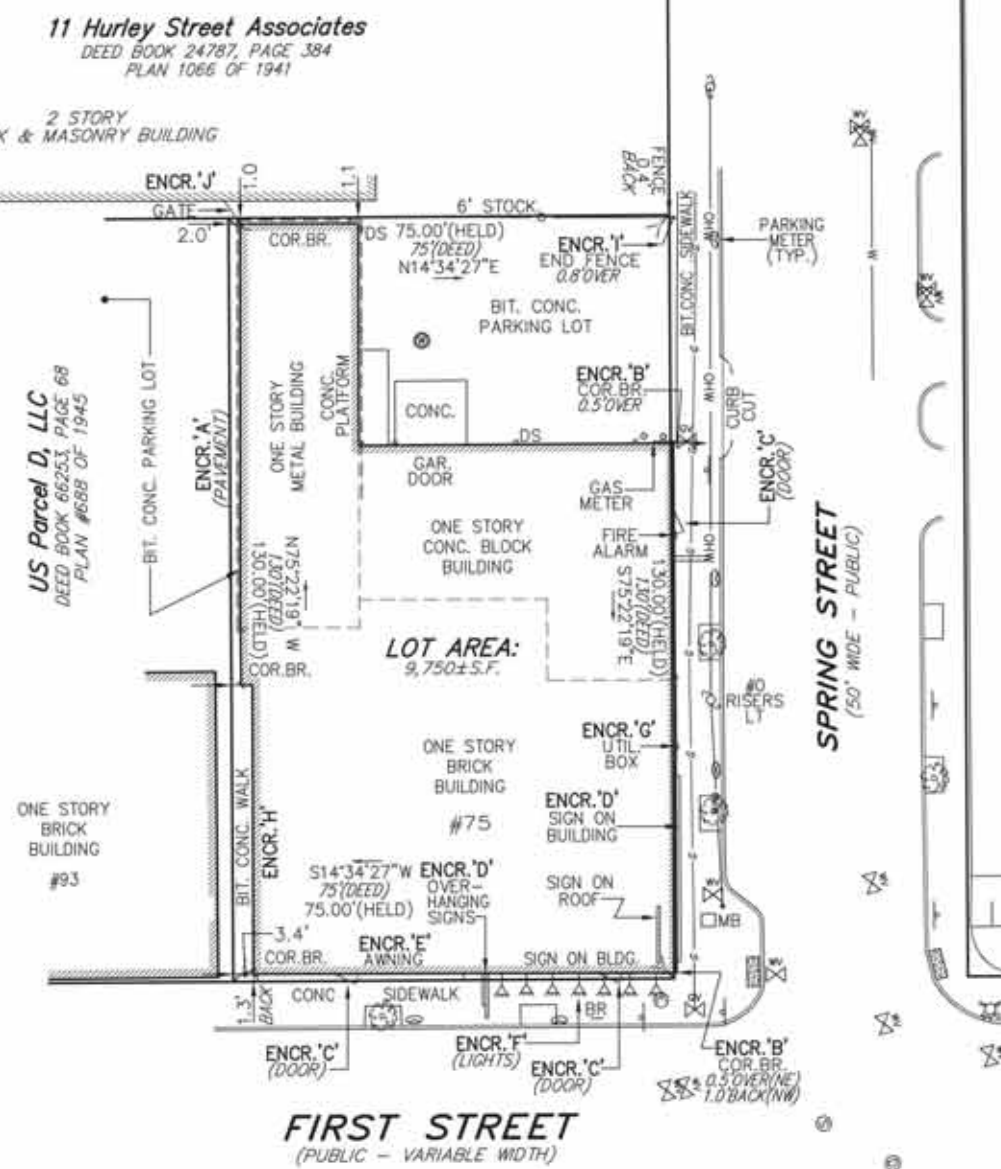 11 Hurley Street Associates
DEED BOOK 24787, PAGE 384
PLAN 1066 OF 1941
2 STORY
K & MASONRY BUILDING
ENCR.'J'
1.0
1.1
GATE
2.0'
COR.BR.
DS
6' STOCK
75.00'(HELD)
75'(DEED)
N14°34'27"E
FENCE
0.4'
BACK
ENCR.'I'
END FENCE
0.8'OVER
BIT.CONC SIDEWALK
OHW
PARKING
METER
(TYP.)
W
BIT. CONC.
PARKING LOT
US Parcel D, LLC
DEED BOOK 66253, PAGE 68
PLAN #688 OF 1945
BIT. CONC. PARKING LOT
ENCR.'A'
(PAVEMENT)
ONE STORY
METAL BUILDING
CONC.
PLATFORM
CONC.
ENCR.'B'
COR.BR.
0.5'OVER
OHW
CURB
CUT
DS
GAR.
DOOR
GAS
METER
ENCR.'C'
(DOOR)
ONE STORY
CONC. BLOCK
BUILDING
FIRE
ALARM
OHW
N75°22'19" W
130'(DEED)
130.00'(HELD)
130.00'(HELD)
130'(DEED)
S75°22'19"E
SPRING STREET
(50' WIDE - PUBLIC)
LOT AREA:
9,750±S.F.
COR.BR.
#0
RISERS
LT
ENCR.'G'
UTIL.
BOX
ONE STORY
BRICK
BUILDING
#75
ENCR.'D'
SIGN ON
BUILDING
ONE STORY
BRICK
BUILDING
#93
BIT. CONC. WALK
ENCR.'H'
S14°34'27"W
75'(DEED)
75.00'(HELD)
ENCR.'D'
OVER-
HANGING
SIGNS
SIGN ON
ROOF
MB
3.4'
COR.BR.
ENCR.'E'
AWNING
SIGN ON BLDG.
1.3'
BACK
CONC
SIDEWALK
BR
ENCR.'C'
(DOOR)
ENCR.'F'
(LIGHTS)
ENCR.'C'
(DOOR)
ENCR.'B'
COR.BR.
0.5'OVER(NE)
1.0'BACK(NW)
FIRST STREET
(PUBLIC - VARIABLE WIDTH)